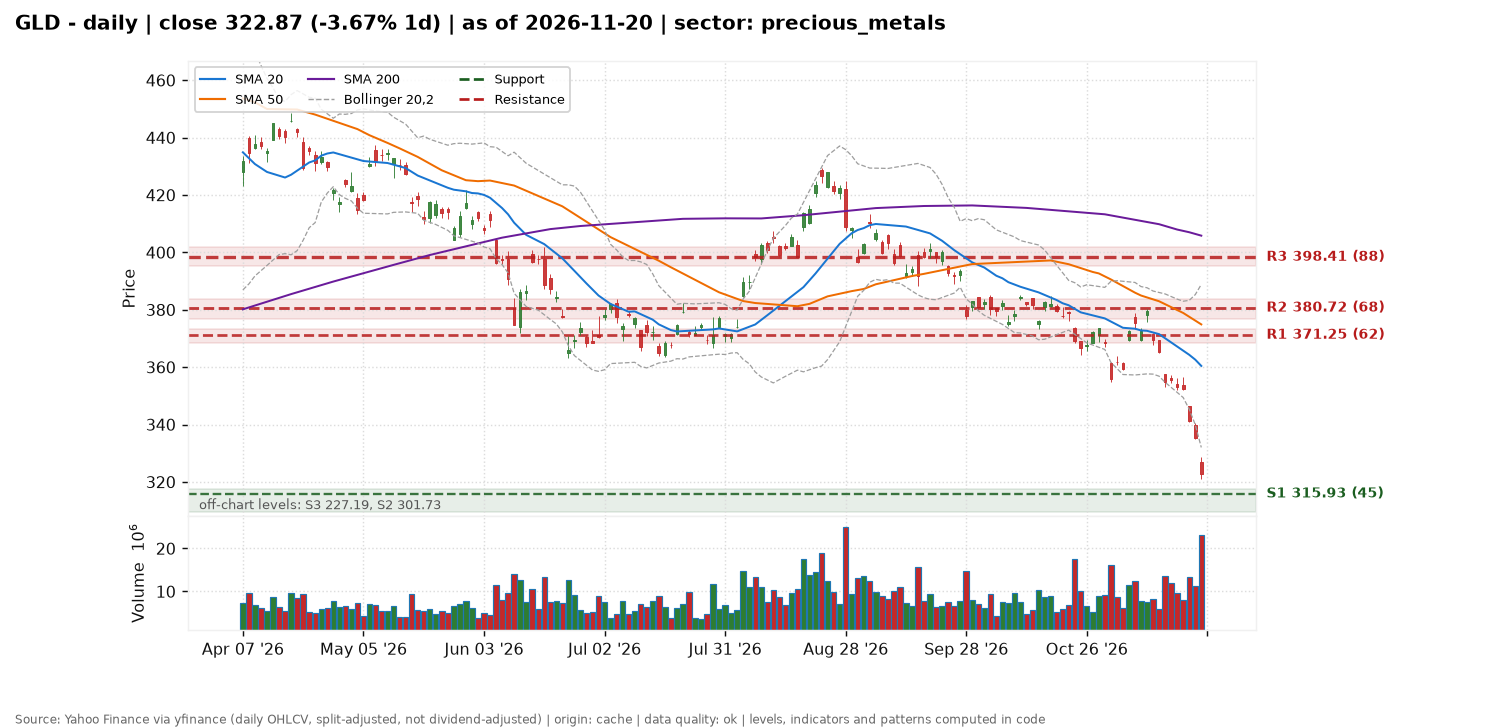 GLD - daily | close 322.87 (-3.67% 1d) | as of 2026-11-20 | sector: precious_metals
SMA 20
SMA 50
SMA 200
Bollinger 20,2
Support
Resistance
Price
460
440
420
400
380
360
340
320
R3 398.41 (88)
R2 380.72 (68)
R1 371.25 (62)
S1 315.93 (45)
off-chart levels: S3 227.19, S2 301.73
Volume 10⁶
20
10
Apr 07 '26
May 05 '26
Jun 03 '26
Jul 02 '26
Jul 31 '26
Aug 28 '26
Sep 28 '26
Oct 26 '26
Source: Yahoo Finance via yfinance (daily OHLCV, split-adjusted, not dividend-adjusted) | origin: cache | data quality: ok | levels, indicators and patterns computed in code